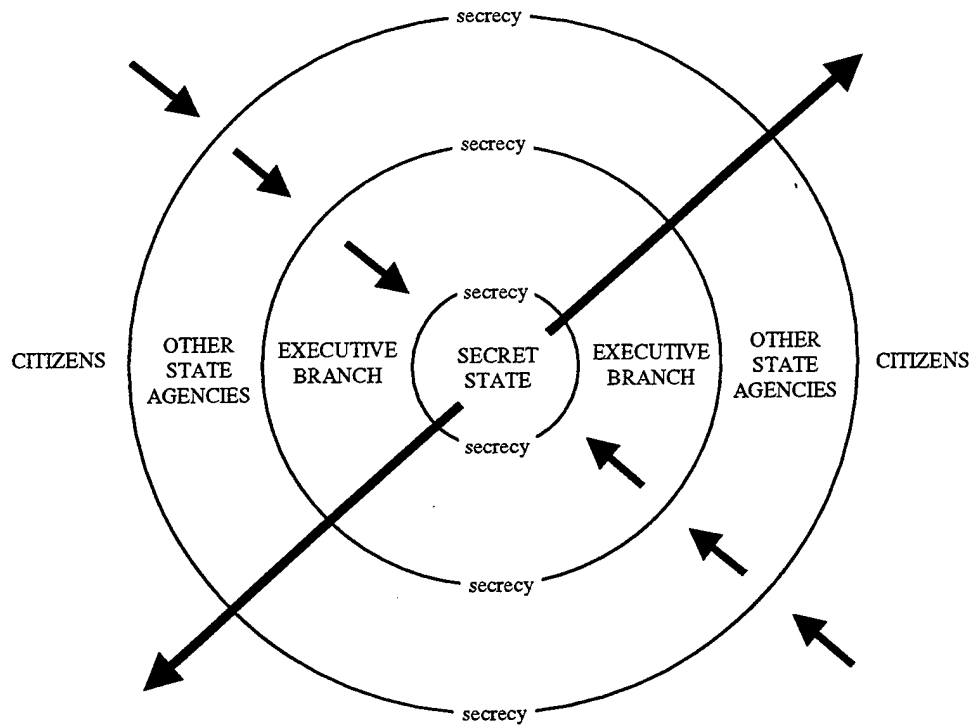 secrecy
secrecy
secrecy
CITIZENS
OTHER
STATE
AGENCIES
EXECUTIVE
BRANCH
SECRET
STATE
EXECUTIVE
BRANCH
OTHER
STATE
AGENCIES
CITIZENS
secrecy
secrecy
secrecy